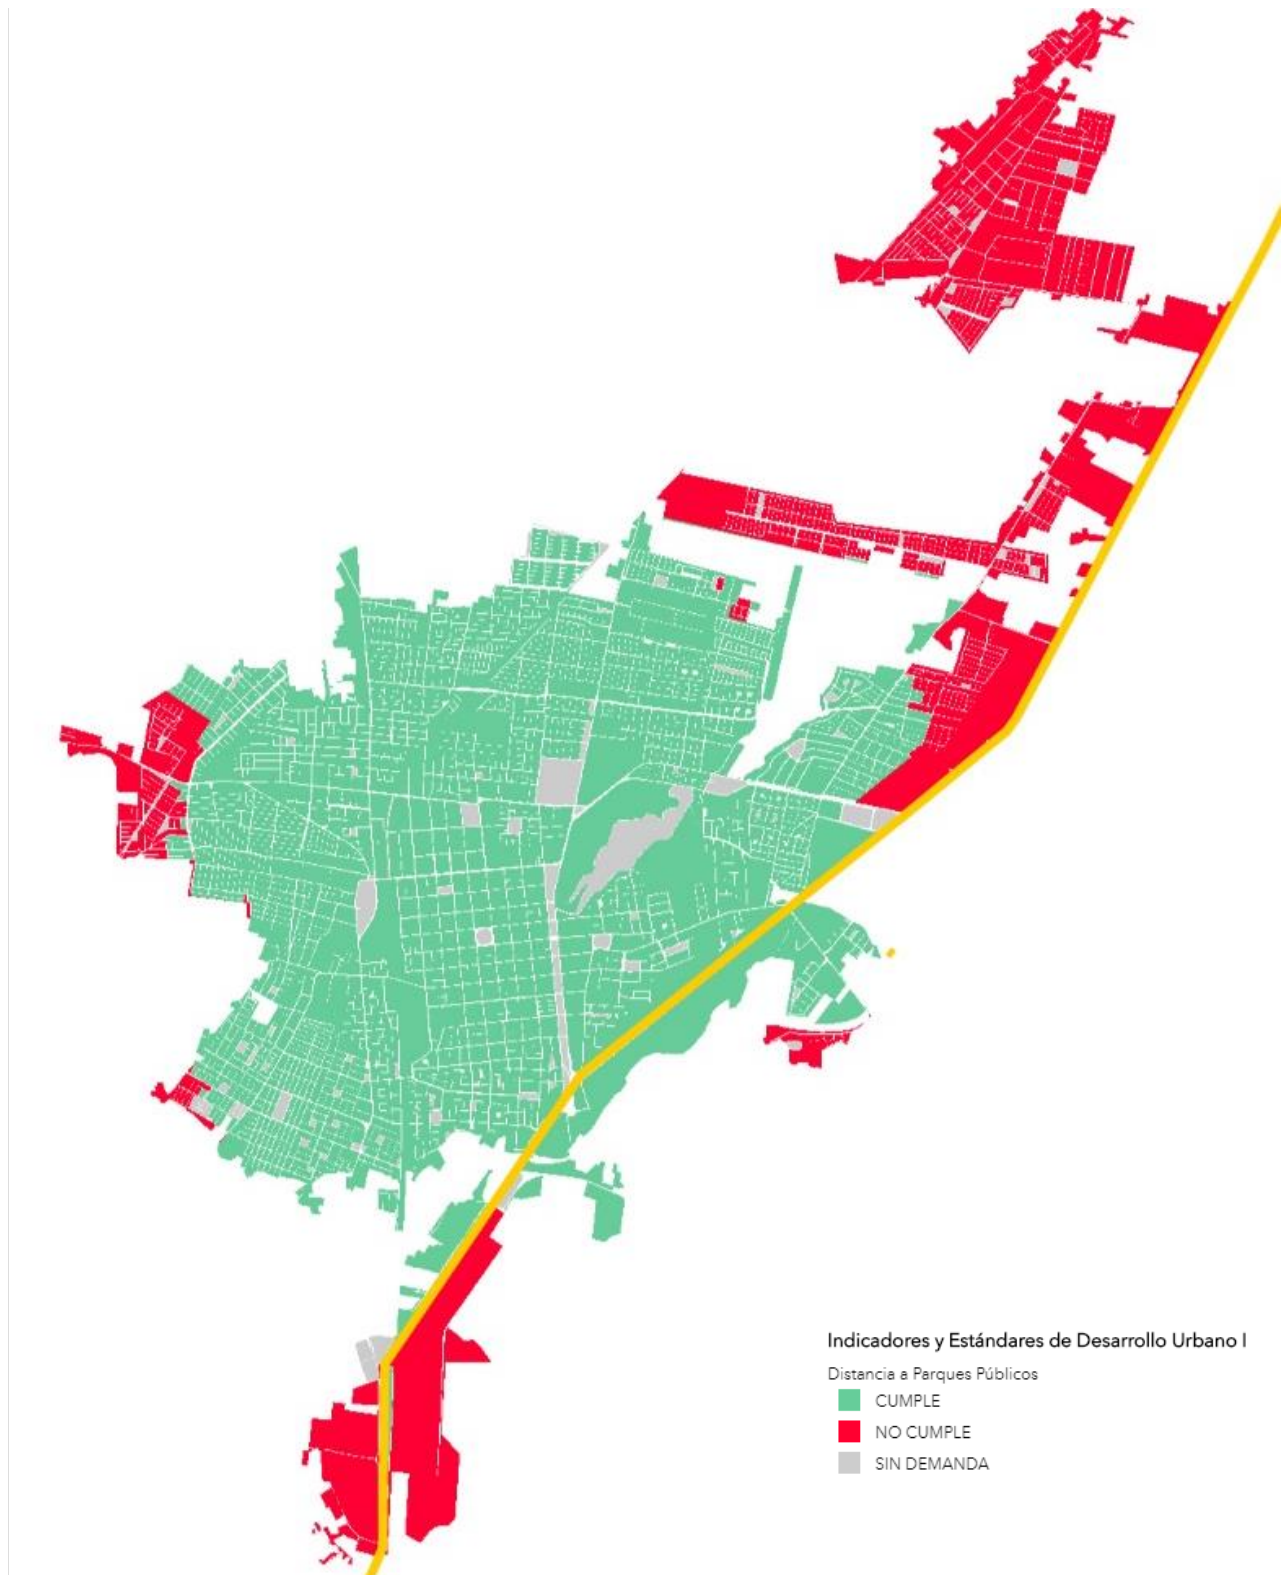 Indicadores y Estándares de Desarrollo Urbano I
Distancia a Parques Públicos
CUMPLE
NO CUMPLE
SIN DEMANDA